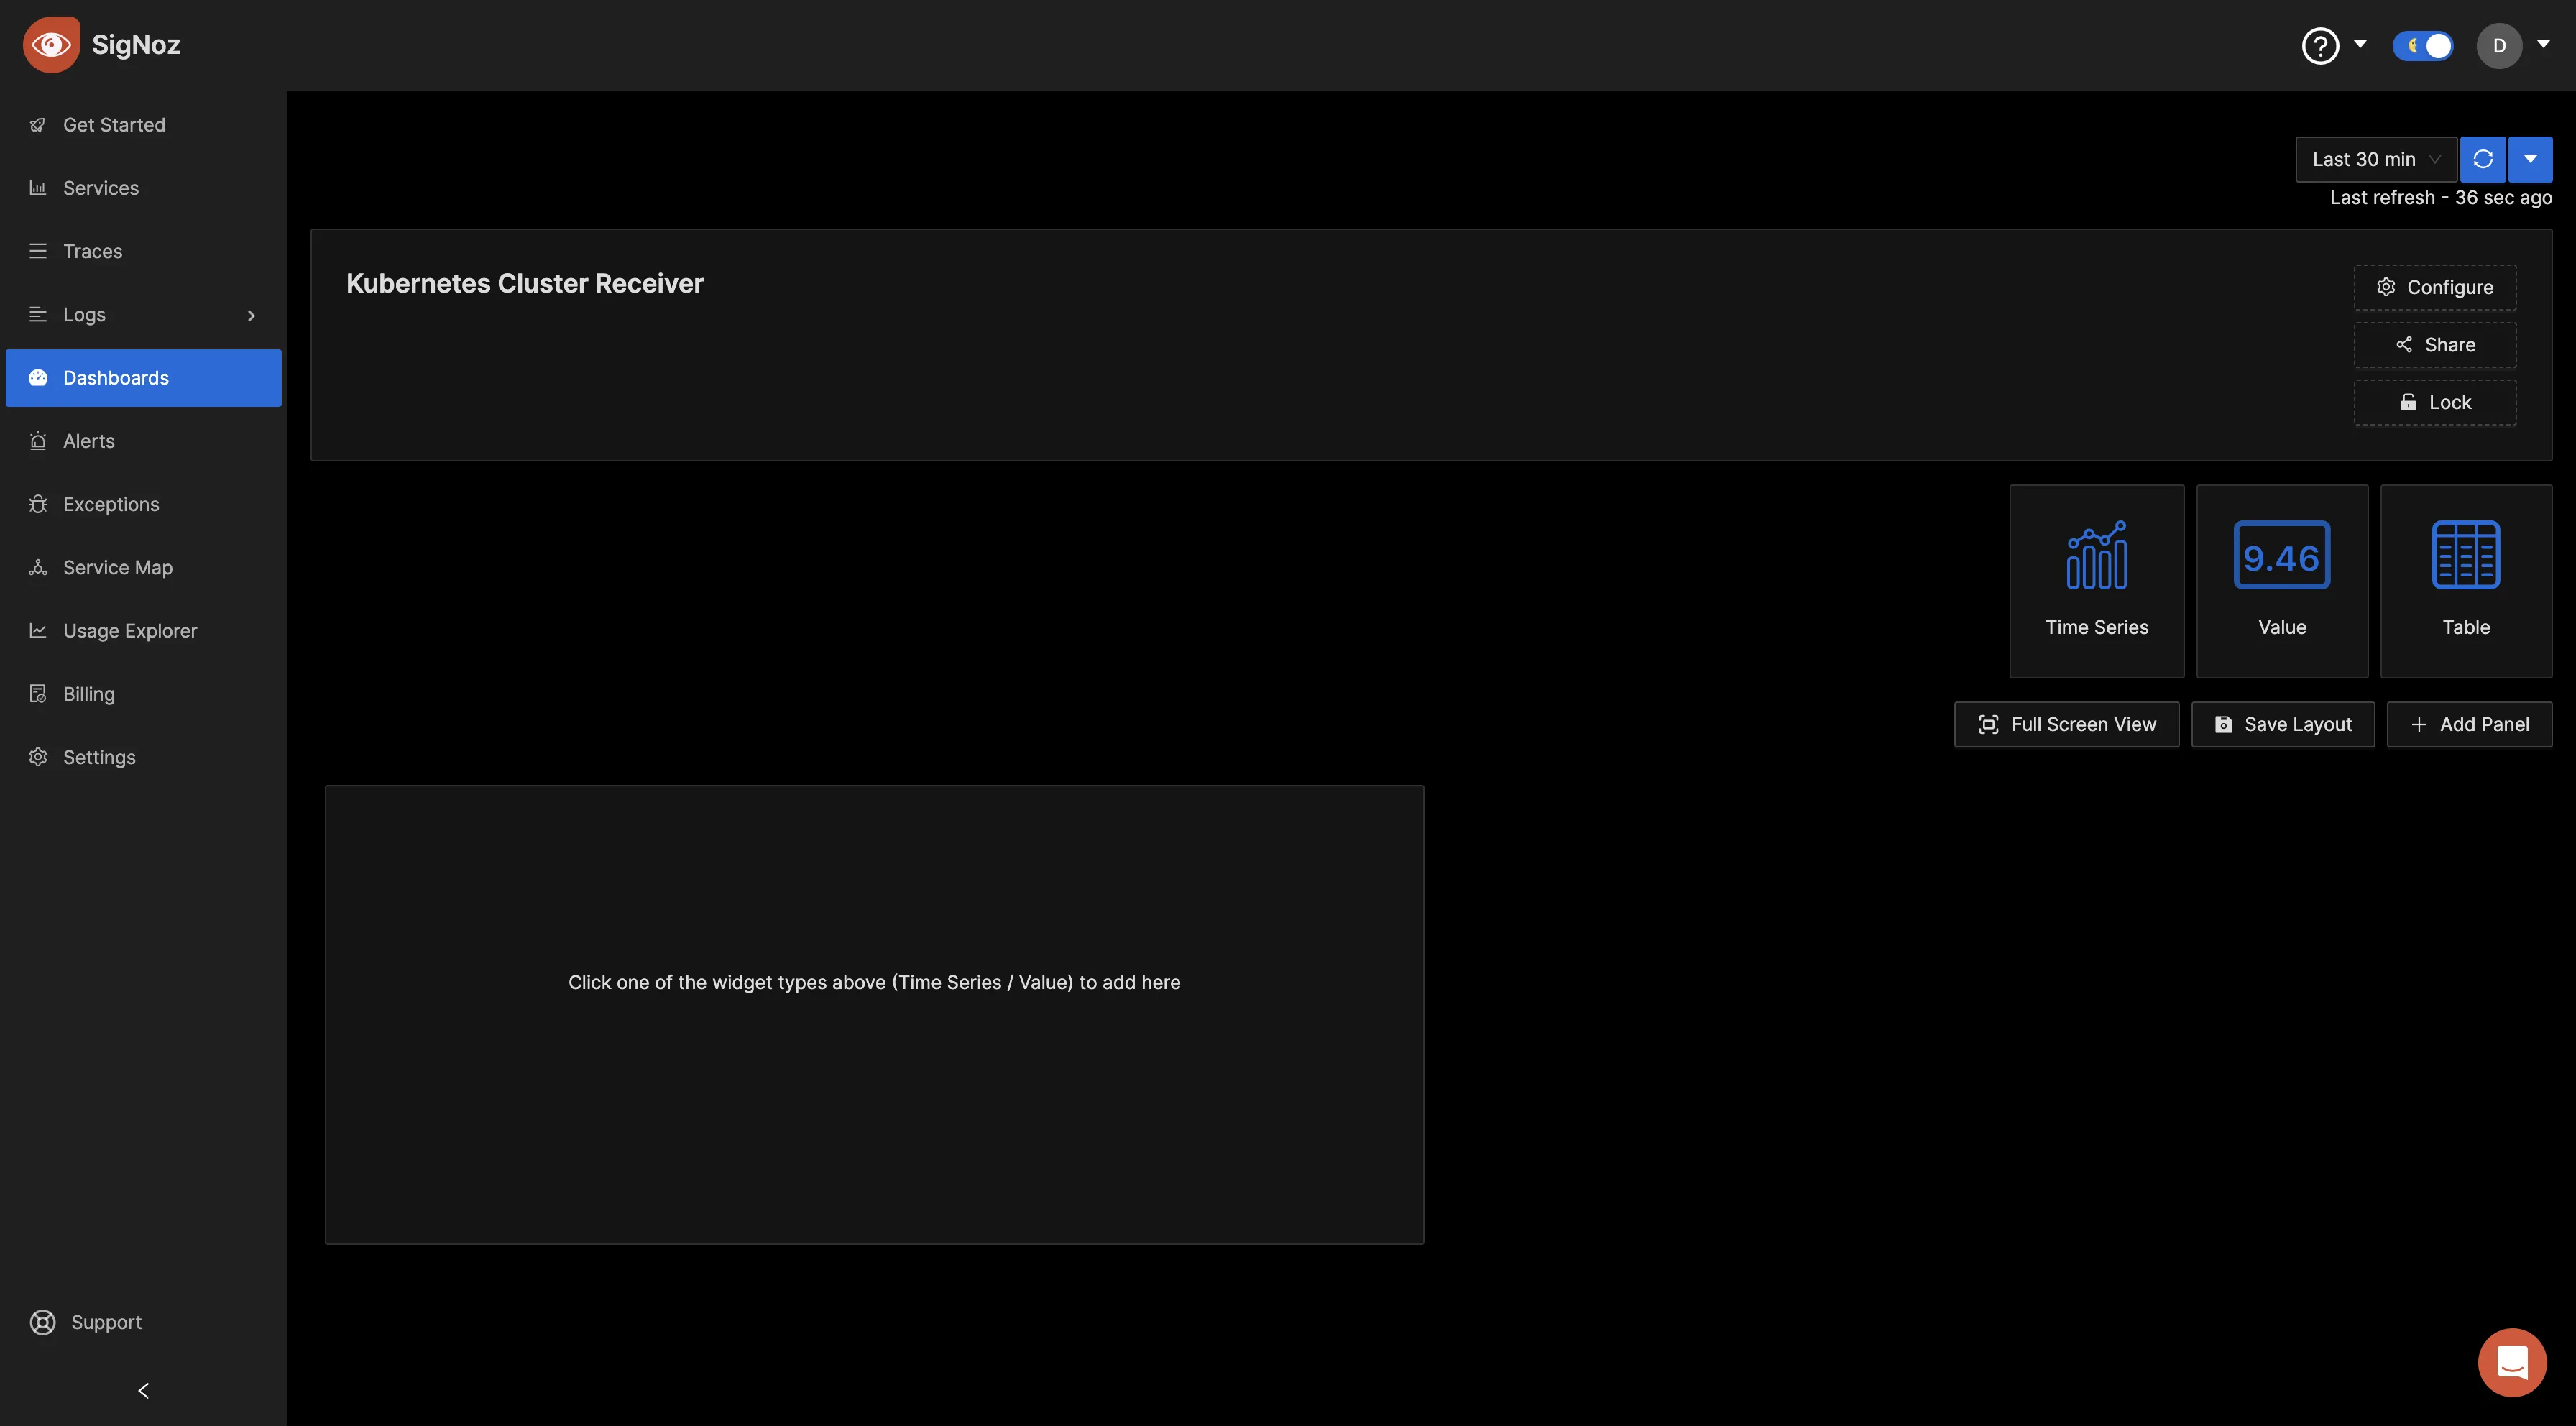 SigNoz
D
Get Started
Services
Traces
Logs
Dashboards
Alerts
Exceptions
Service Map
Usage Explorer
Billing
Settings
Support
Last 30 min
Last refresh - 36 sec ago
Kubernetes Cluster Receiver
Configure
Share
Lock
9.46
Time Series
Value
Table
Full Screen View
Save Layout
Add Panel
Click one of the widget types above (Time Series / Value) to add here